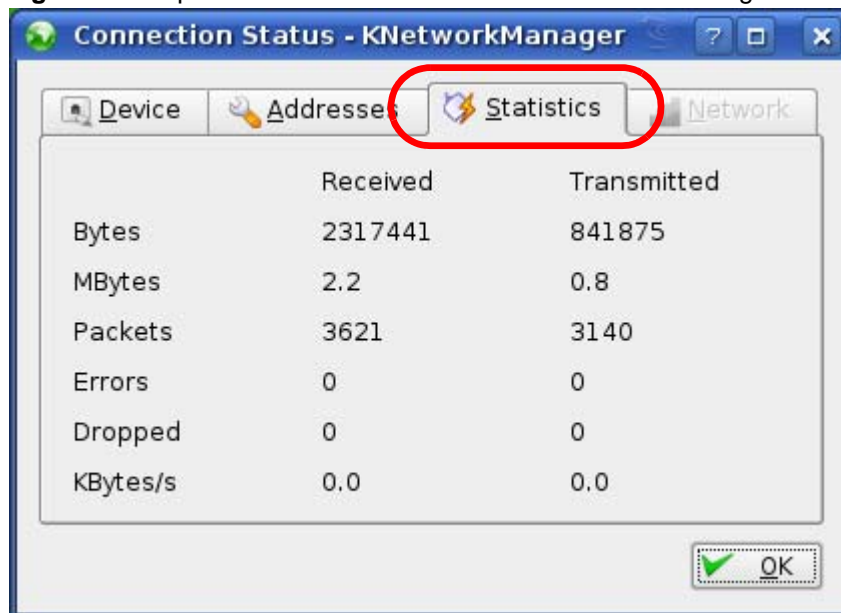 Connection Status - KNetworkManager ?
Device Addresses Statistics Network
Received Transmitted
Bytes 2317441 841875
MBytes 2.2 0.8
Packets 3621 3140
Errors 0 0
Dropped 0 0
KBytes/s 0.0 0.0
OK